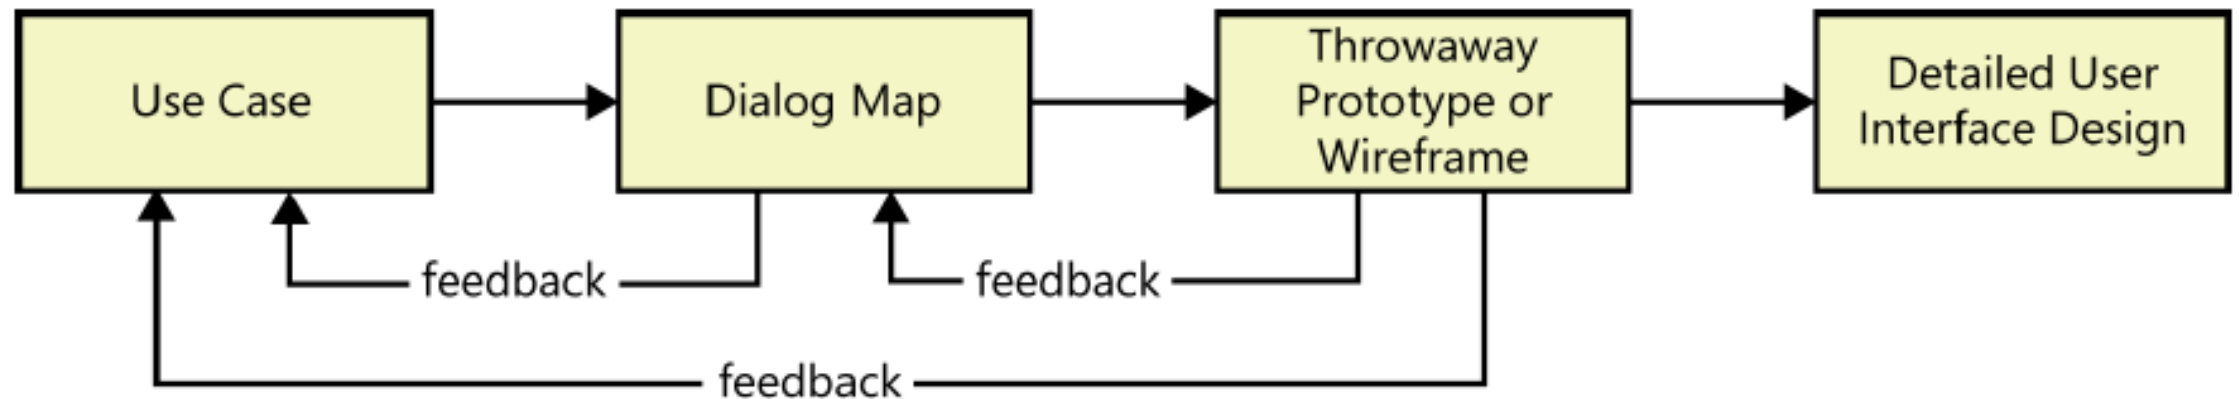 Use Case
Dialog Map
Throwaway
Prototype or
Wireframe
Detailed User
Interface Design
feedback
feedback
feedback